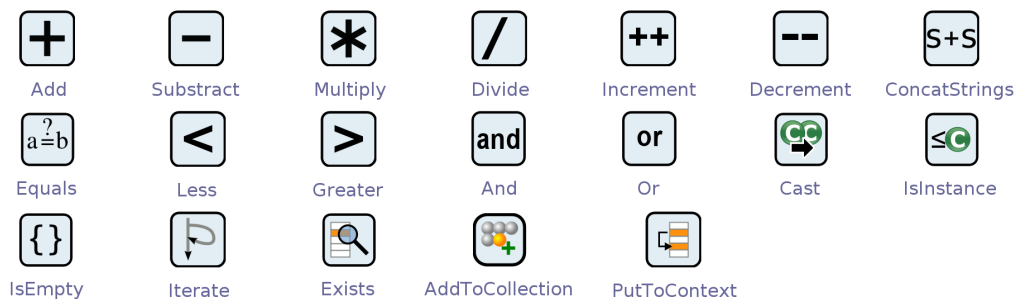 + − * / ++ -- S+S
Add Substract Multiply Divide Increment Decrement ConcatStrings
a=?b < > and or CC ≤C
Equals Less Greater And Or Cast IsInstance
{}
IsEmpty Iterate Exists AddToCollection PutToContext